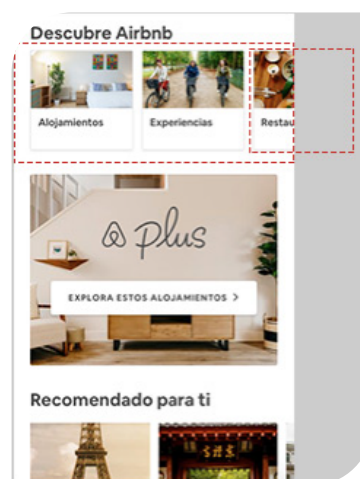 Descubre Airbnb
Alojamientos
Experiencias
Restau
plus
EXPLORA ESTOS ALOJAMIENTOS >
Recomendado para ti